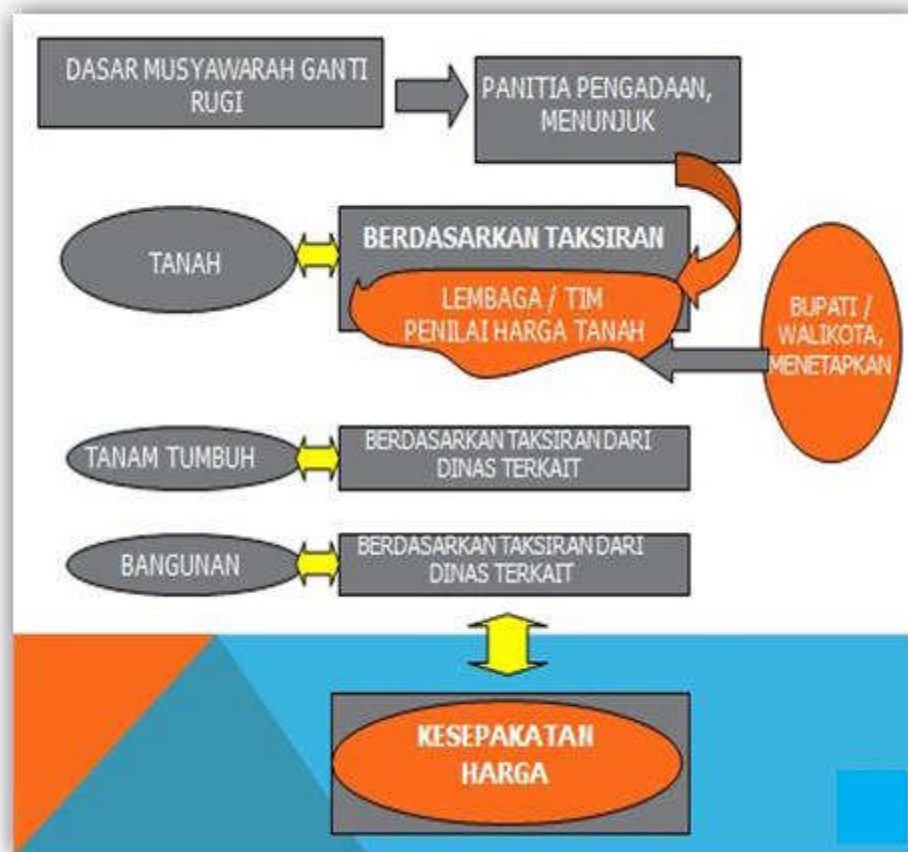 DASAR MUSYAWARAH GANTI
RUGI
PANITIA PENGADAAN,
MENUNJUK
TANAH
BERDASARKAN TAKSIRAN
LEMBAGA / TIM
PENILAI HARGA TANAH
BUPATI /
WALIKOTA,
MENETAPKAN
TANAM TUMBUH
BERDASARKAN TAKSIRAN DARI
DINAS TERKAIT
BANGUNAN
BERDASARKAN TAKSIRAN DARI
DINAS TERKAIT
KESEPAKATAN
HARGA